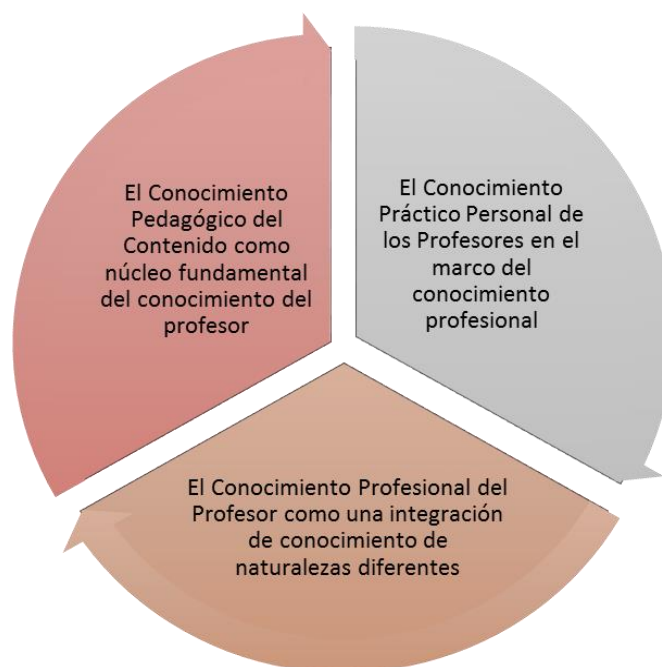 El Conocimiento
Pedagógico del
Contenido como
núcleo fundamental
del conocimiento del
profesor
El Conocimiento
Práctico Personal de
los Profesores en el
marco del
conocimiento
profesional
El Conocimiento Profesional del
Profesor como una integración
de conocimiento de
naturalezas diferentes